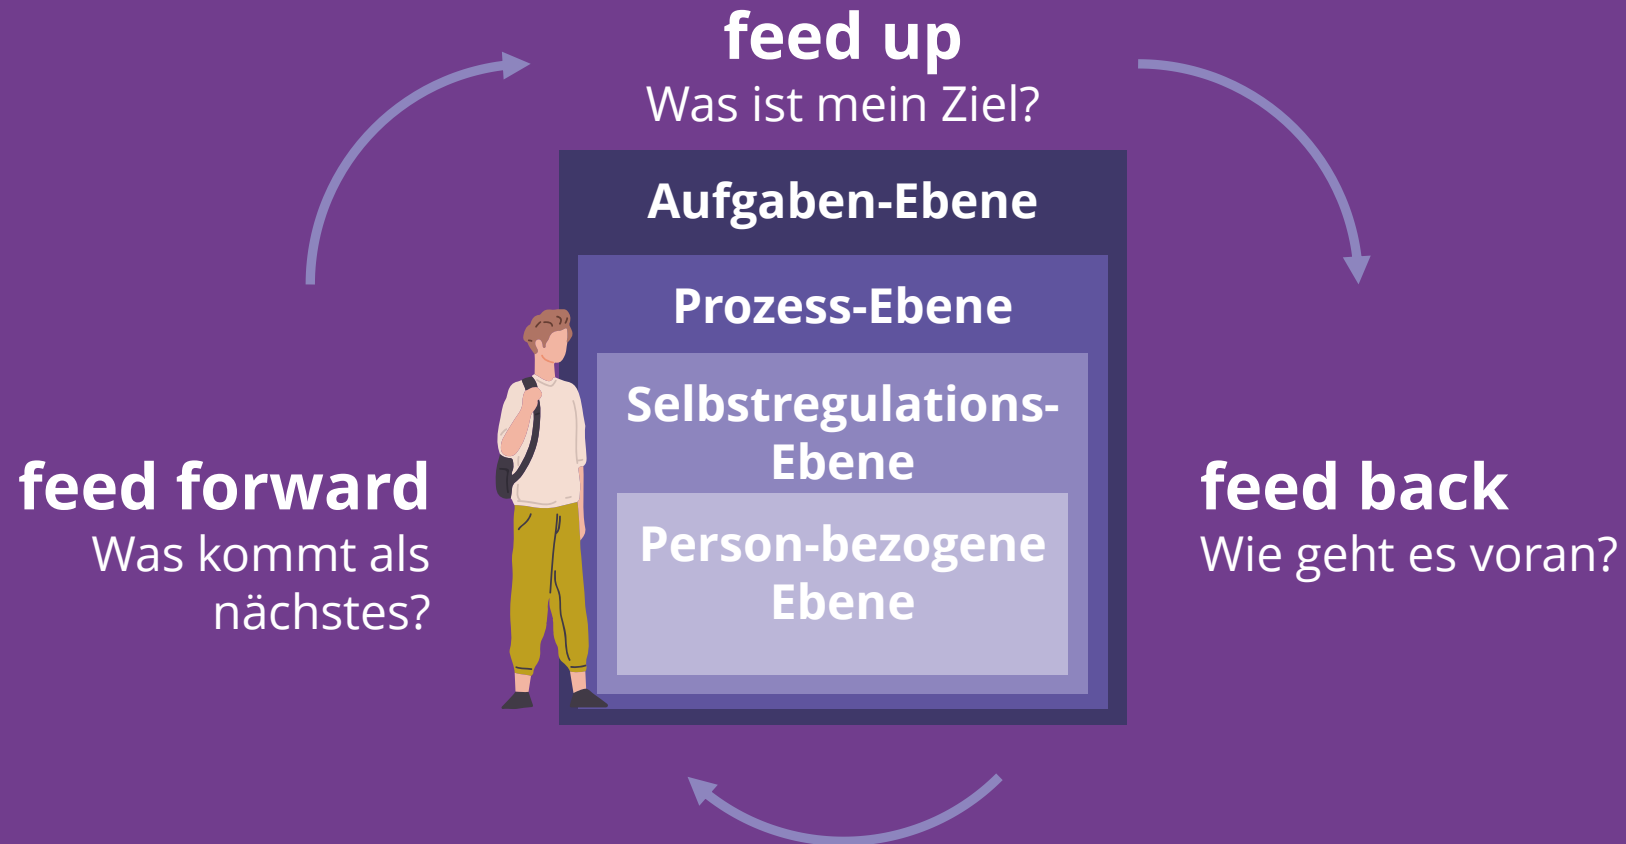 feed up
Was ist mein Ziel?
Aufgaben-Ebene
Prozess-Ebene
Selbstregulations-
Ebene
Person-bezogene
Ebene
feed forward
Was kommt als
nächstes?
feed back
Wie geht es voran?